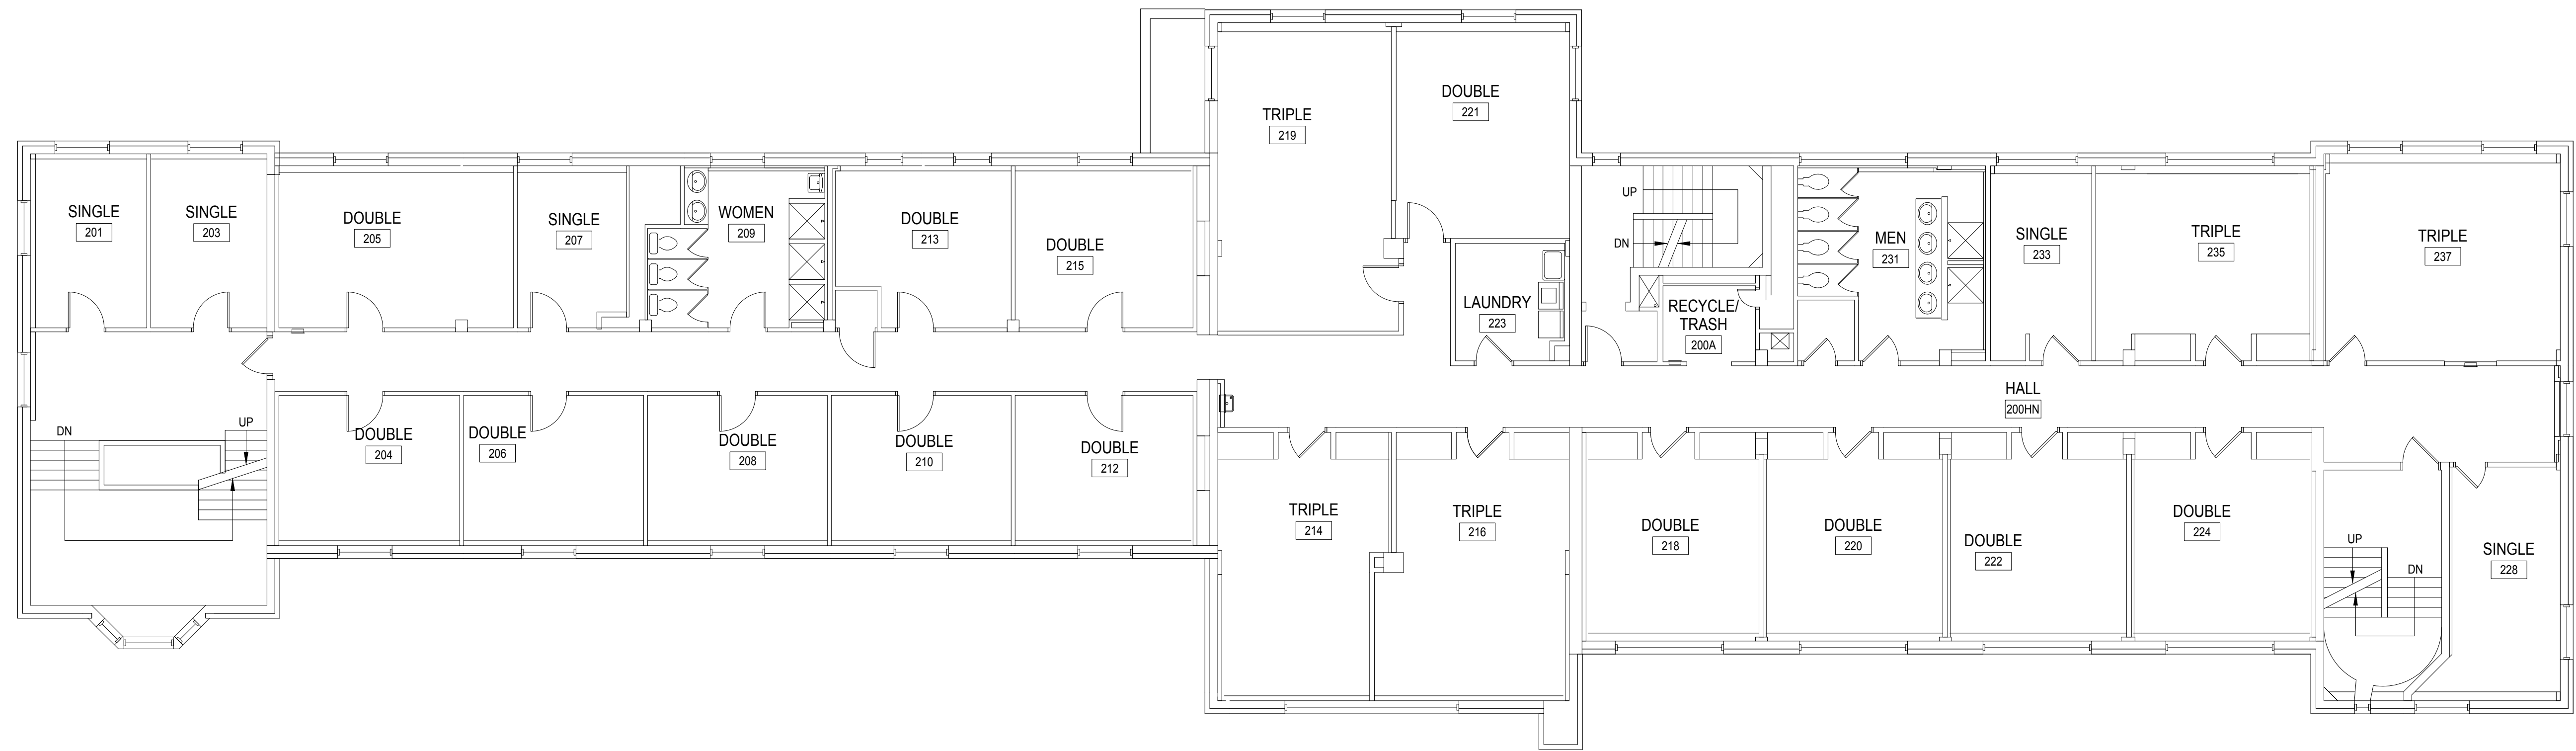 TRIPLE
219
DOUBLE
221
SINGLE
201
SINGLE
203
DOUBLE
205
SINGLE
207
WOMEN
209
DOUBLE
213
DOUBLE
215
LAUNDRY
223
UP
DN
RECYCLE/
TRASH
200A
MEN
231
SINGLE
233
TRIPLE
235
TRIPLE
237
HALL
200HN
DN
UP
DOUBLE
204
DOUBLE
206
DOUBLE
208
DOUBLE
210
DOUBLE
212
TRIPLE
214
TRIPLE
216
DOUBLE
218
DOUBLE
220
DOUBLE
222
DOUBLE
224
UP
DN
SINGLE
228